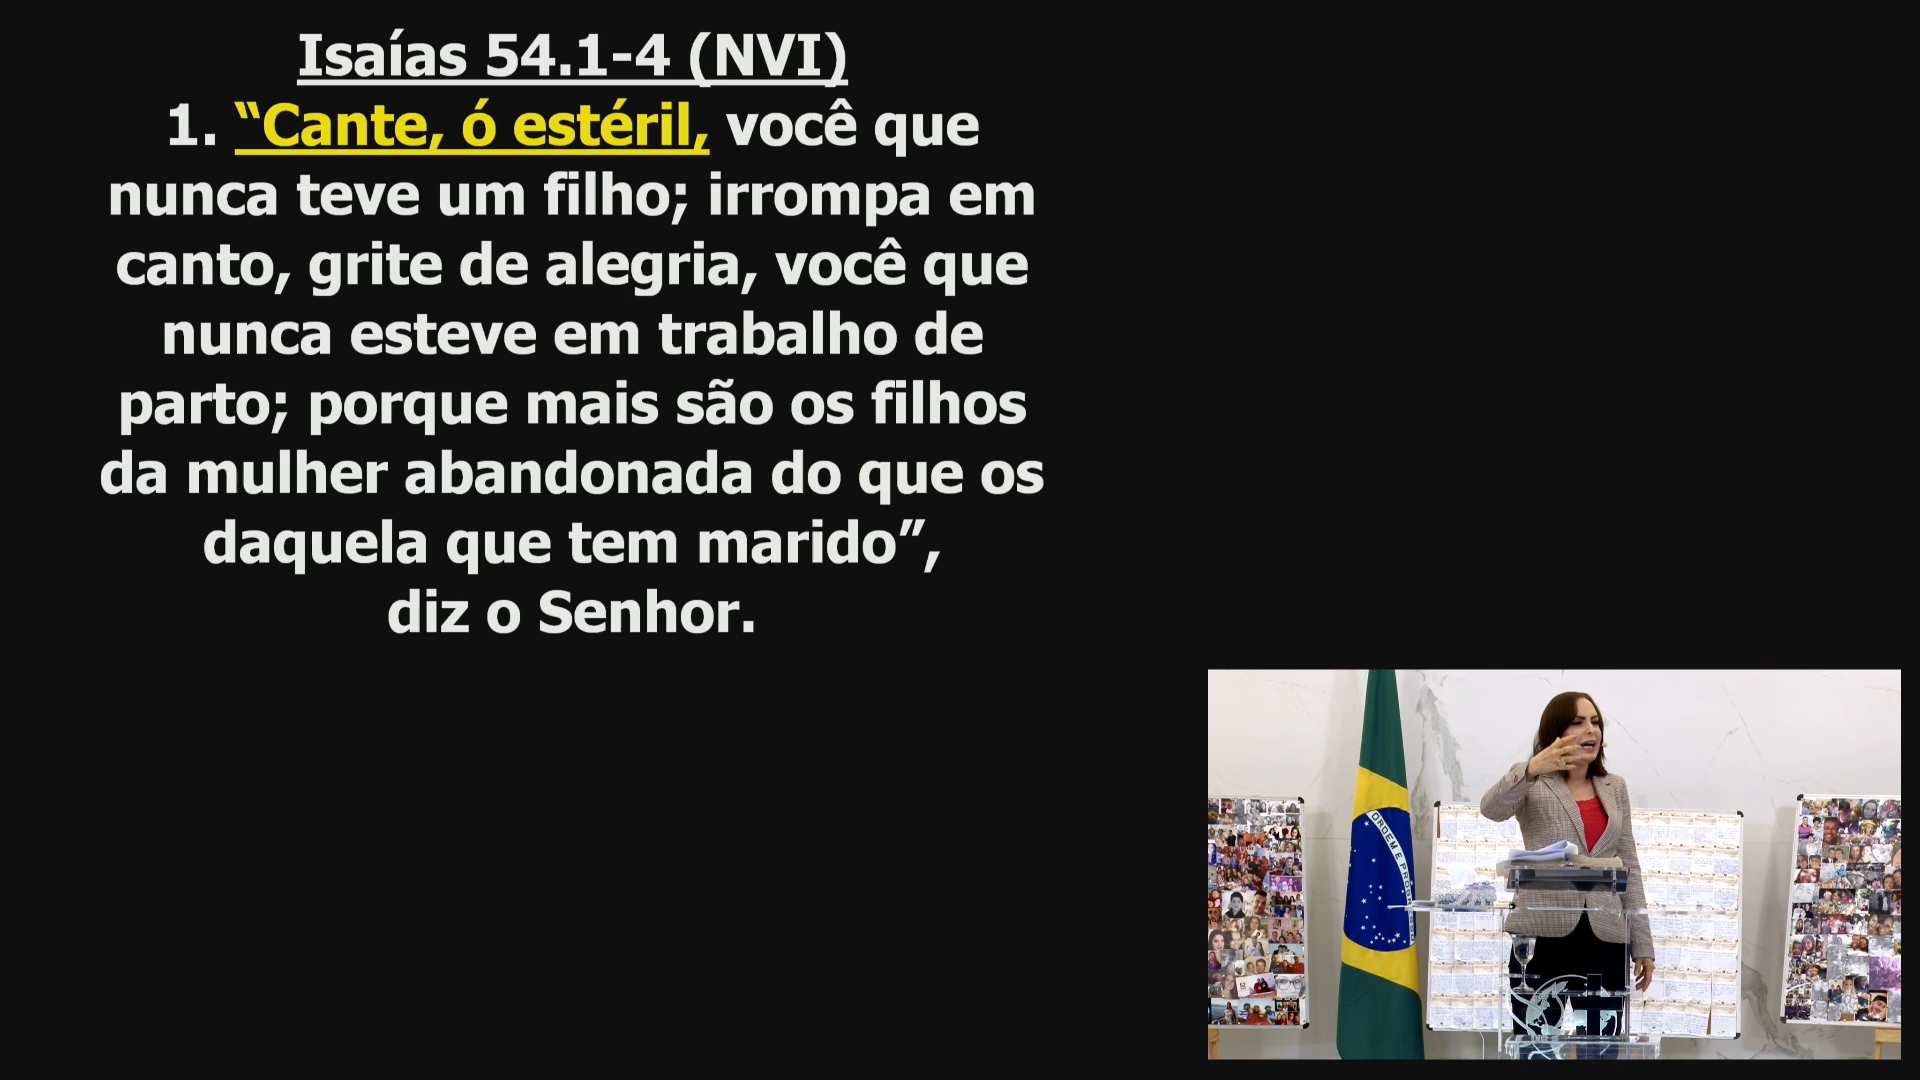 Isaías 54.1-4 (NVI)
1. “Cante, ó estéril, você que
nunca teve um filho; irrompa em
canto, grite de alegria, você que
nunca esteve em trabalho de
parto; porque mais são os filhos
da mulher abandonada do que os
daquela que tem marido”,
diz o Senhor.
ORDEM E